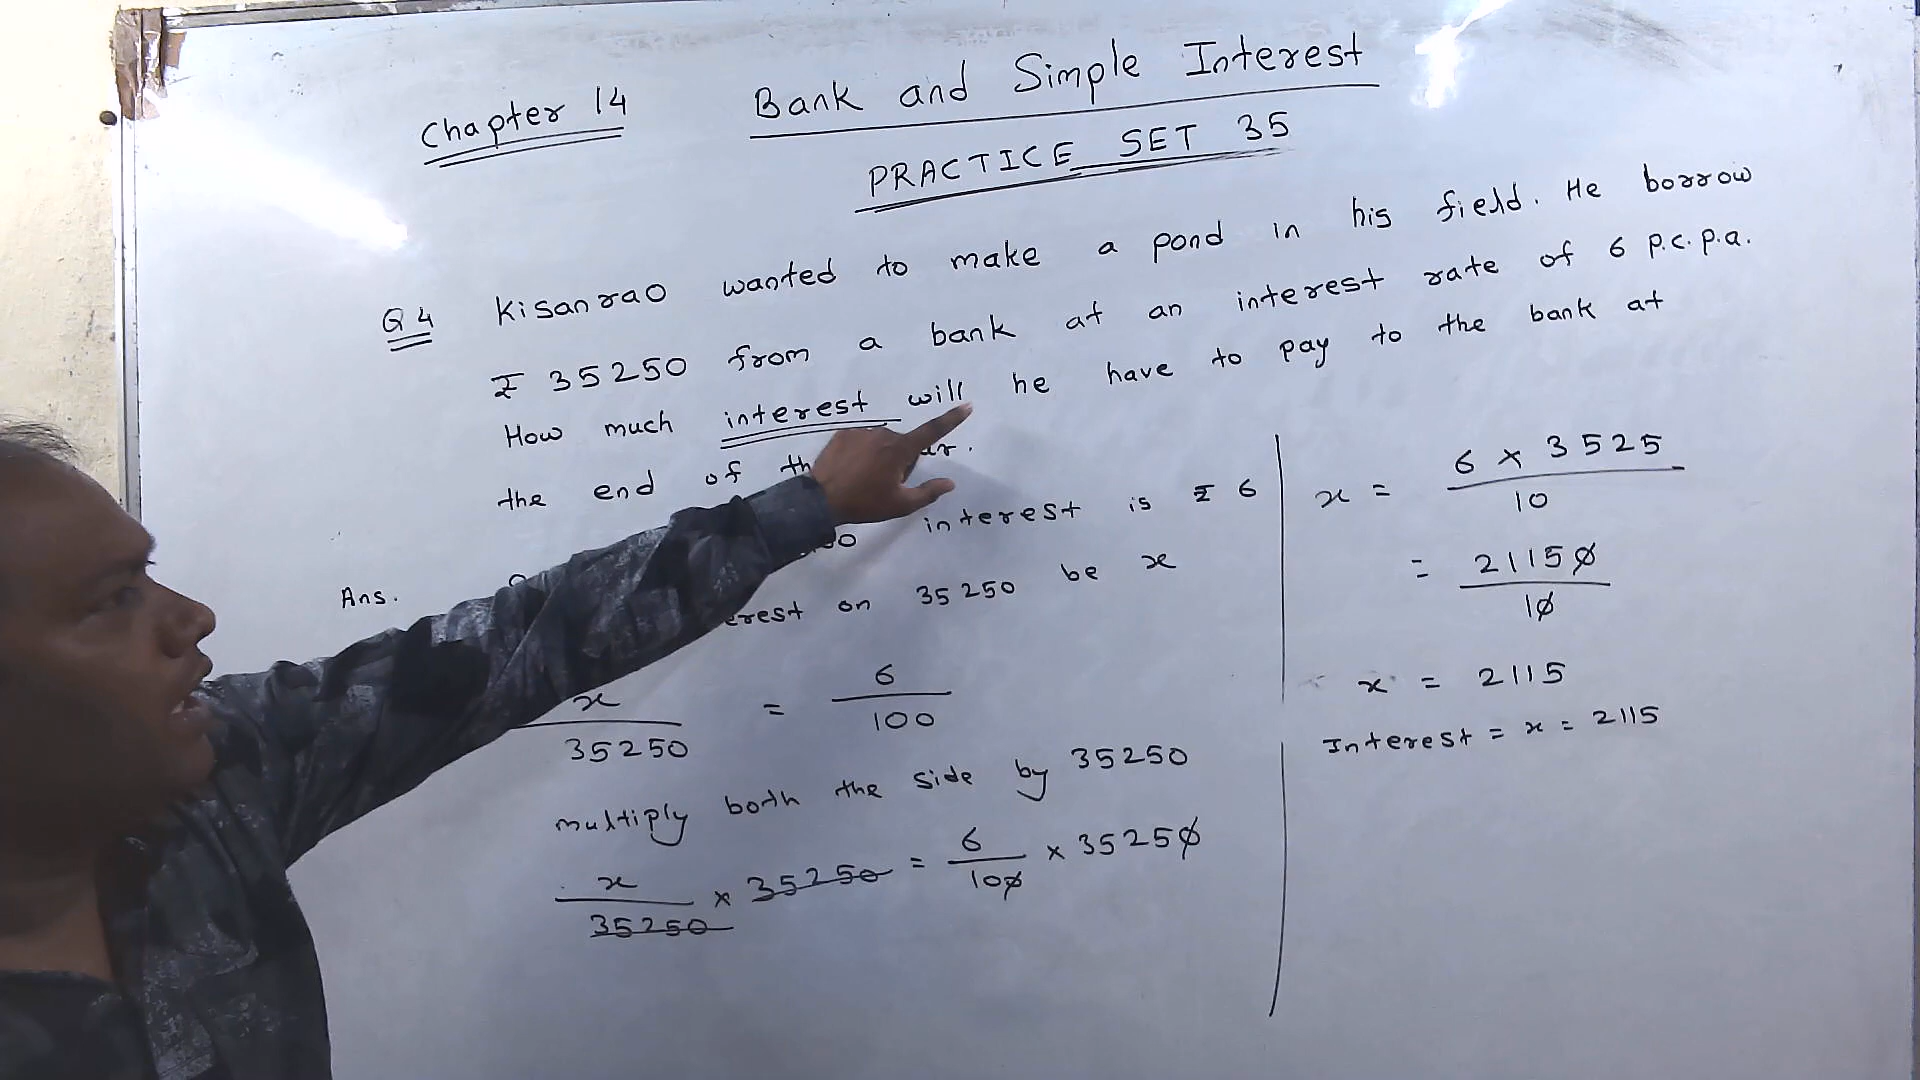 Chapter 14 Bank and Simple Interest
PRACTICE SET 35
Q4 Kisanrao wanted to make a pond in his field. He borrow
₹ 35250 from a bank at an interest rate of 6 p.c.p.a.
How much interest will he have to pay to the bank at
the end of
Ans. interest is ₹ 6
on 35250 be x
x/35250 = 6/100
multiply both the side by 35250
x/35250 × 35250 = 6/100 × 35250
x = 6 × 3525/10
= 21150/10
x = 2115
Interest = x = 2115